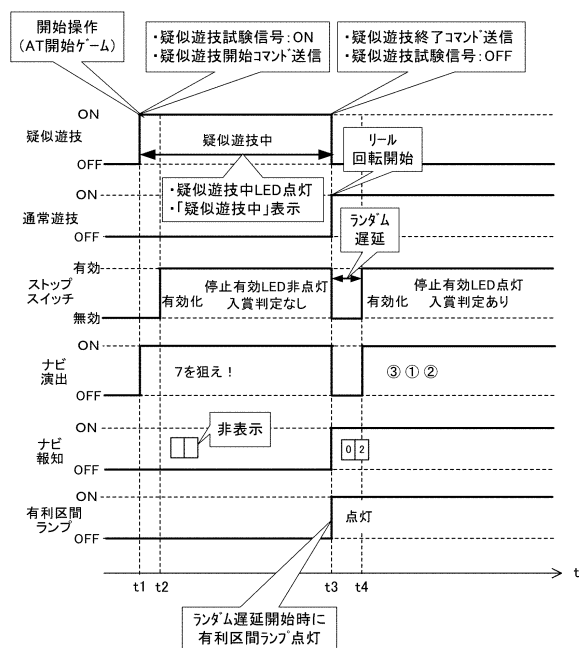 開始操作
(ATｹﾞｰﾑ開始ｹﾞｰﾑ)
・疑似遊技試験信号:ON
・疑似遊技開始ｺﾏﾝﾄﾞ送信
・疑似遊技終了ｺﾏﾝﾄﾞ送信
・疑似遊技試験信号:OFF
疑似遊技
ON
OFF
疑似遊技中
リール
回転開始
・疑似遊技中LED点灯
・「疑似遊技中」表示
通常遊技
ON
OFF
ランダム
遅延
ストップ
スイッチ
有効
無効
有効化
停止有効LED非点灯
入賞判定なし
有効化
停止有効LED点灯
入賞判定あり
ナビ
演出
ON
OFF
7を狙え！
③①②
ナビ
報知
ON
OFF
非表示
0 2
有利区間
ランプ
ON
OFF
点灯
t
t1
t2
t3
t4
ランダム遅延開始時に
有利区間ランプ点灯